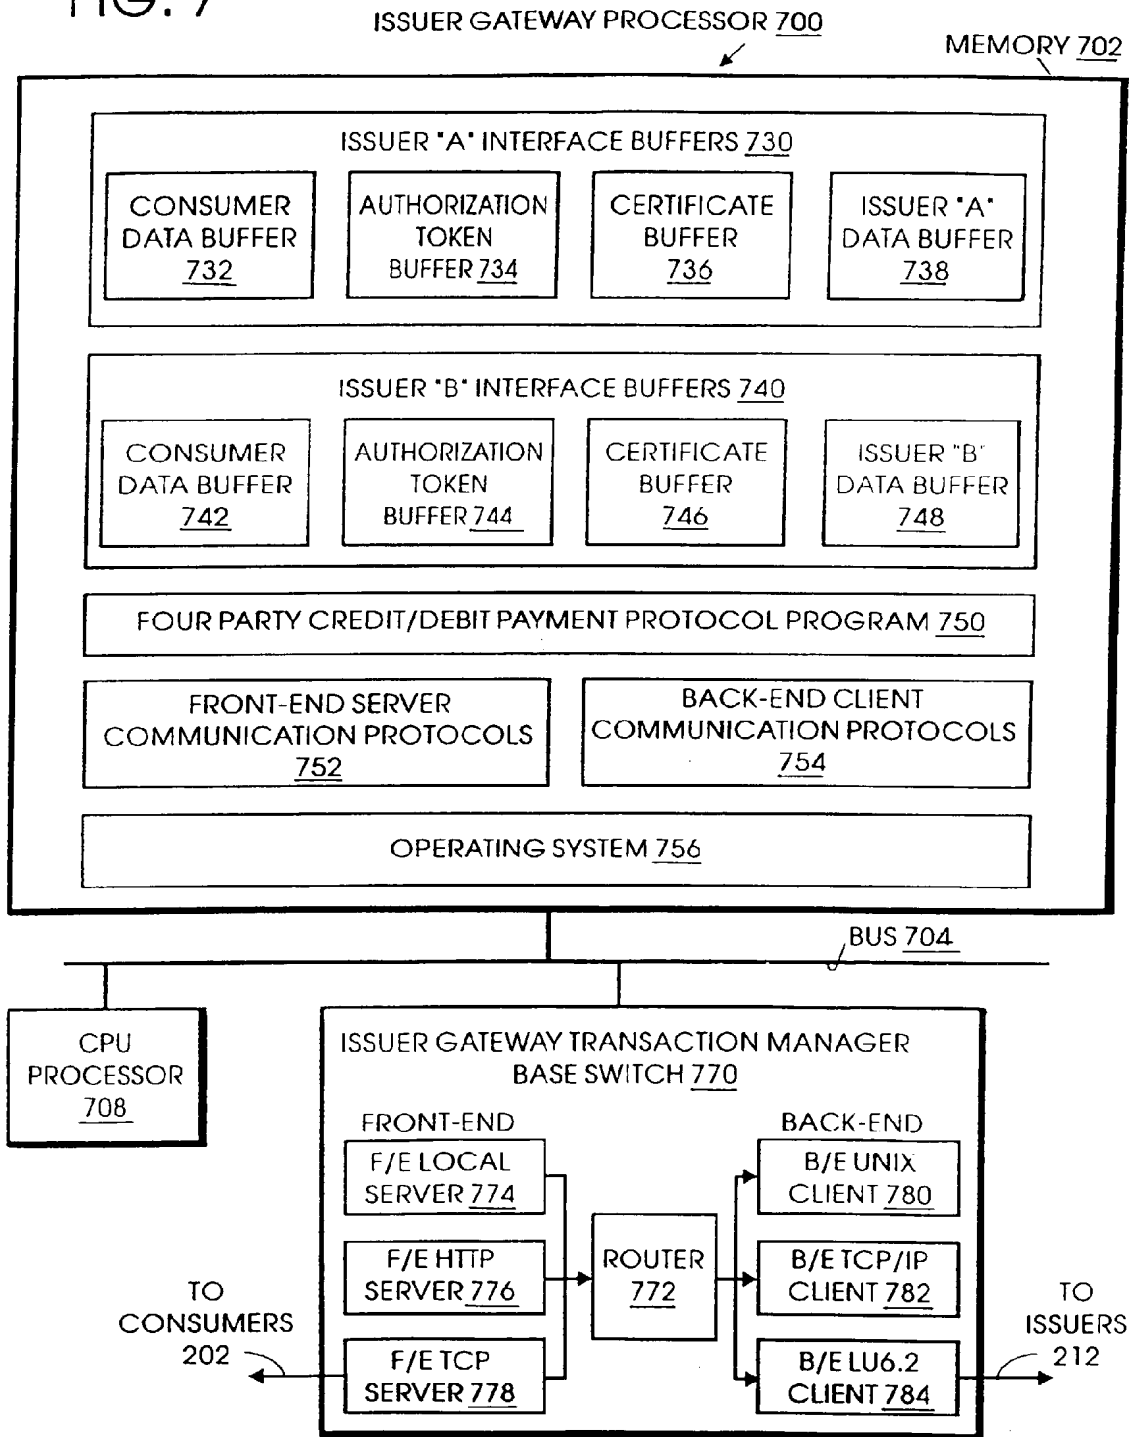 FIG. 7
ISSUER GATEWAY PROCESSOR 700
MEMORY 702
ISSUER "A" INTERFACE BUFFERS 730
CONSUMER
DATA BUFFER
732
AUTHORIZATION
TOKEN
BUFFER 734
CERTIFICATE
BUFFER
736
ISSUER "A"
DATA BUFFER
738
ISSUER "B" INTERFACE BUFFERS 740
CONSUMER
DATA BUFFER
742
AUTHORIZATION
TOKEN
BUFFER 744
CERTIFICATE
BUFFER
746
ISSUER "B"
DATA BUFFER
748
FOUR PARTY CREDIT/DEBIT PAYMENT PROTOCOL PROGRAM 750
FRONT-END SERVER
COMMUNICATION PROTOCOLS
752
BACK-END CLIENT
COMMUNICATION PROTOCOLS
754
OPERATING SYSTEM 756
BUS 704
CPU
PROCESSOR
708
ISSUER GATEWAY TRANSACTION MANAGER
BASE SWITCH 770
FRONT-END
F/E LOCAL
SERVER 774
F/E HTTP
SERVER 776
F/E TCP
SERVER 778
ROUTER
772
BACK-END
B/E UNIX
CLIENT 780
B/E TCP/IP
CLIENT 782
B/E LU6.2
CLIENT 784
TO
CONSUMERS
202
TO
ISSUERS
212